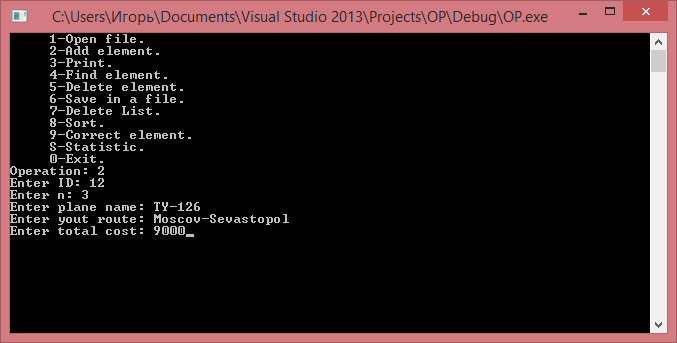 C:\Users\Игорь\Documents\Visual Studio 2013\Projects\OP\Debug\OP.exe
1-Open file.
2-Add element.
3-Print.
4-Find element.
5-Delete element.
6-Save in a file.
7-Delete List.
8-Sort.
9-Correct element.
S-Statistic.
0-Exit.
Operation: 2
Enter ID: 12
Enter n: 3
Enter plane name: TY-126
Enter yout route: Moscov-Sevastopol
Enter total cost: 9000_